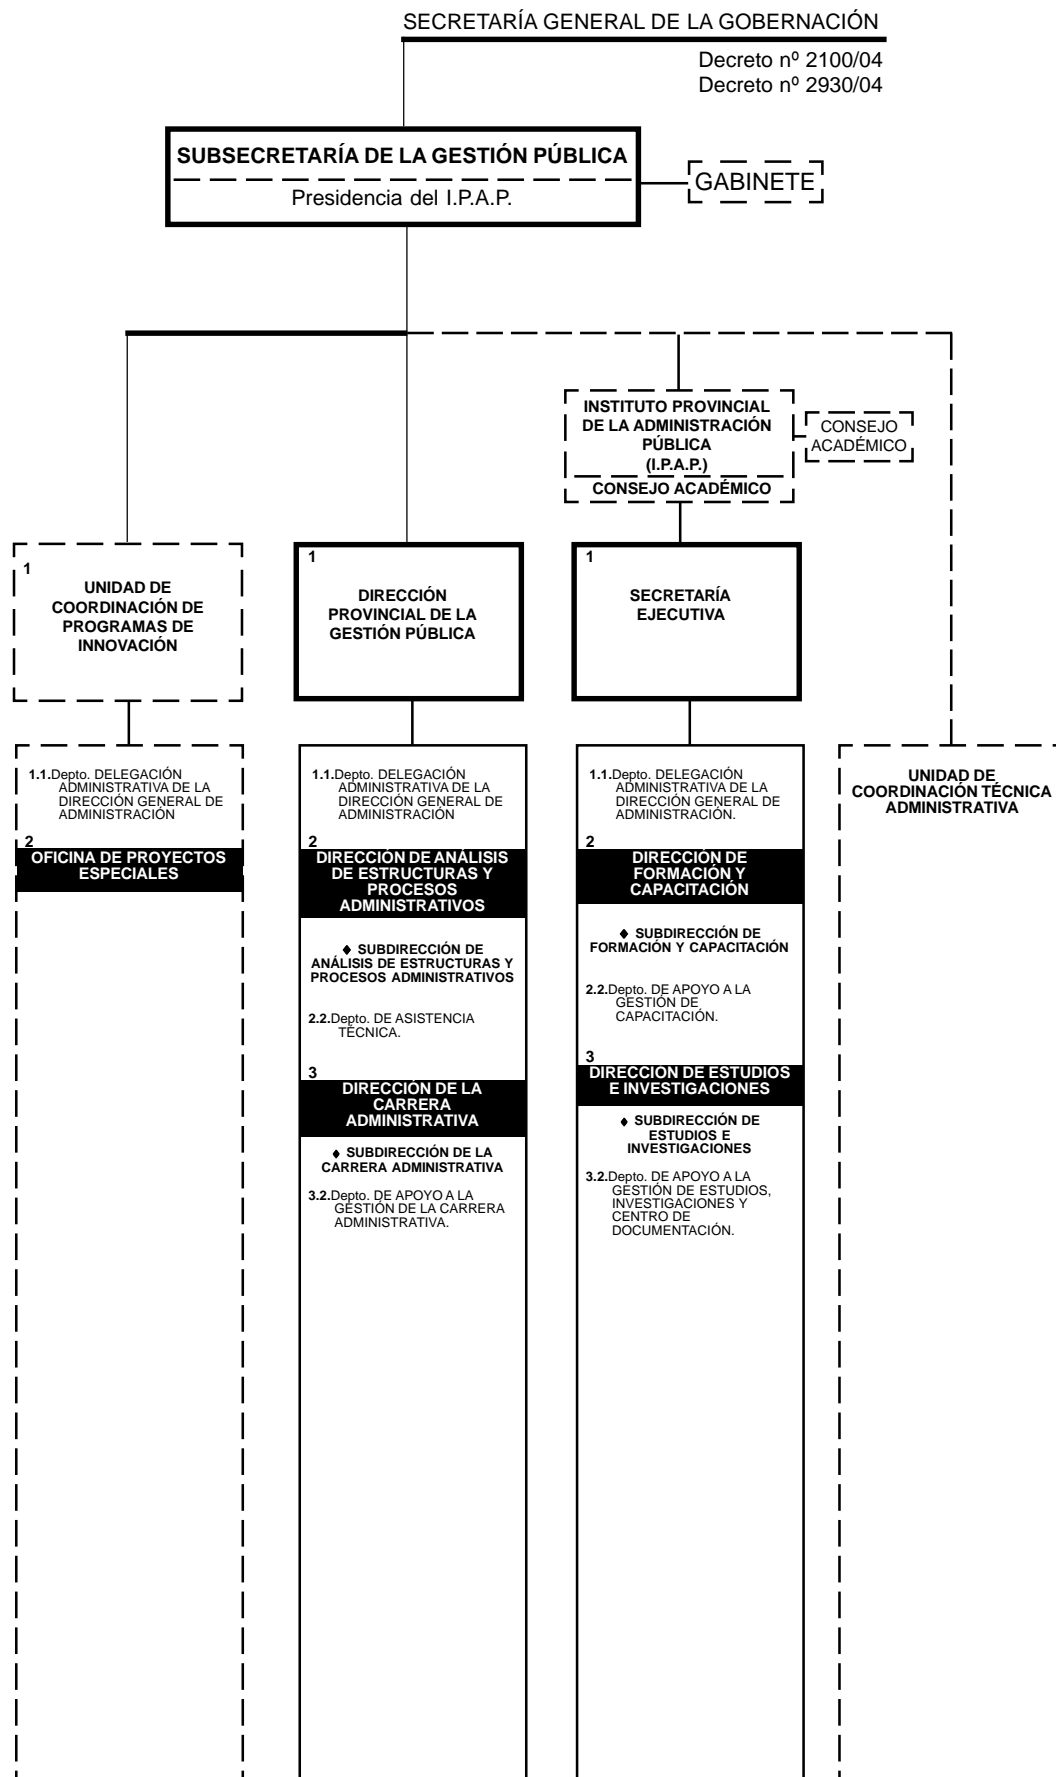 SECRETARÍA GENERAL DE LA GOBERNACIÓN
Decreto nº 2100/04
Decreto nº 2930/04
SUBSECRETARÍA DE LA GESTIÓN PÚBLICA
Presidencia del I.P.A.P.
GABINETE
INSTITUTO PROVINCIAL
DE LA ADMINISTRACIÓN
PÚBLICA
(I.P.A.P.)
CONSEJO ACADÉMICO
CONSEJO
ACADÉMICO
1
UNIDAD DE
COORDINACIÓN DE
PROGRAMAS DE
INNOVACIÓN
1
DIRECCIÓN
PROVINCIAL DE LA
GESTIÓN PÚBLICA
1
SECRETARÍA
EJECUTIVA
1.1.Depto. DELEGACIÓN
ADMINISTRATIVA DE LA
DIRECCIÓN GENERAL DE
ADMINISTRACIÓN
2
OFICINA DE PROYECTOS
ESPECIALES
1.1.Depto. DELEGACIÓN
ADMINISTRATIVA DE LA
DIRECCIÓN GENERAL DE
ADMINISTRACIÓN
2
DIRECCIÓN DE ANÁLISIS
DE ESTRUCTURAS Y
PROCESOS
ADMINISTRATIVOS
♦ SUBDIRECCIÓN DE
ANÁLISIS DE ESTRUCTURAS Y
PROCESOS ADMINISTRATIVOS
2.2.Depto. DE ASISTENCIA
TÉCNICA.
3
DIRECCIÓN DE LA
CARRERA
ADMINISTRATIVA
♦ SUBDIRECCIÓN DE LA
CARRERA ADMINISTRATIVA
3.2.Depto. DE APOYO A LA
GESTIÓN DE LA CARRERA
ADMINISTRATIVA.
1.1.Depto. DELEGACIÓN
ADMINISTRATIVA DE LA
DIRECCIÓN GENERAL DE
ADMINISTRACIÓN.
2
DIRECCIÓN DE
FORMACIÓN Y
CAPACITACIÓN
♦ SUBDIRECCIÓN DE
FORMACIÓN Y CAPACITACIÓN
2.2.Depto. DE APOYO A LA
GESTIÓN DE
CAPACITACIÓN.
3
DIRECCION DE ESTUDIOS
E INVESTIGACIONES
♦ SUBDIRECCIÓN DE
ESTUDIOS E
INVESTIGACIONES
3.2.Depto. DE APOYO A LA
GESTIÓN DE ESTUDIOS,
INVESTIGACIONES Y
CENTRO DE
DOCUMENTACIÓN.
UNIDAD DE
COORDINACIÓN TÉCNICA
ADMINISTRATIVA